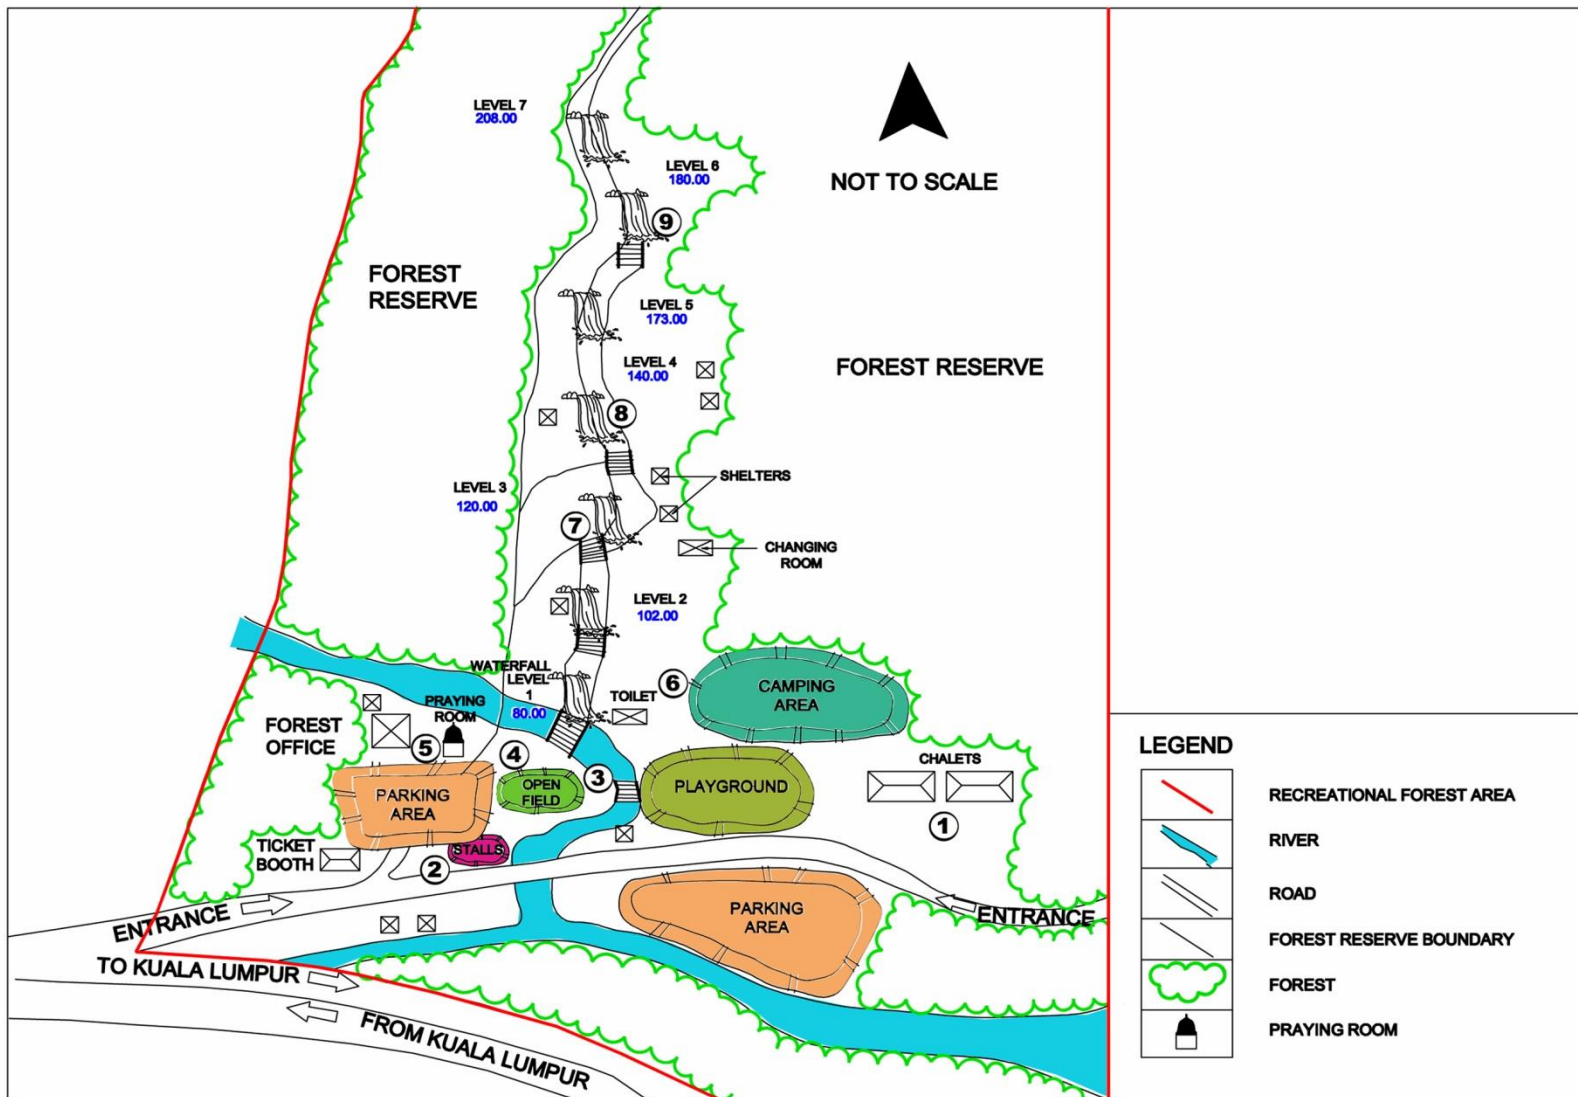 LEVEL 7
208.00
LEVEL 6
180.00
NOT TO SCALE
9
FOREST
RESERVE
LEVEL 5
173.00
LEVEL 4
140.00
FOREST RESERVE
8
SHELTERS
LEVEL 3
120.00
7
CHANGING
ROOM
LEVEL 2
102.00
WATERFALL
LEVEL
1
80.00
TOILET
6
CAMPING
AREA
PRAYING
ROOM
FOREST
OFFICE
5
4
3
OPEN
FIELD
PLAYGROUND
CHALETS
1
PARKING
AREA
TICKET
BOOTH
STALLS
2
PARKING
AREA
ENTRANCE
ENTRANCE
TO KUALA LUMPUR
FROM KUALA LUMPUR
LEGEND
RECREATIONAL FOREST AREA
RIVER
ROAD
FOREST RESERVE BOUNDARY
FOREST
PRAYING ROOM